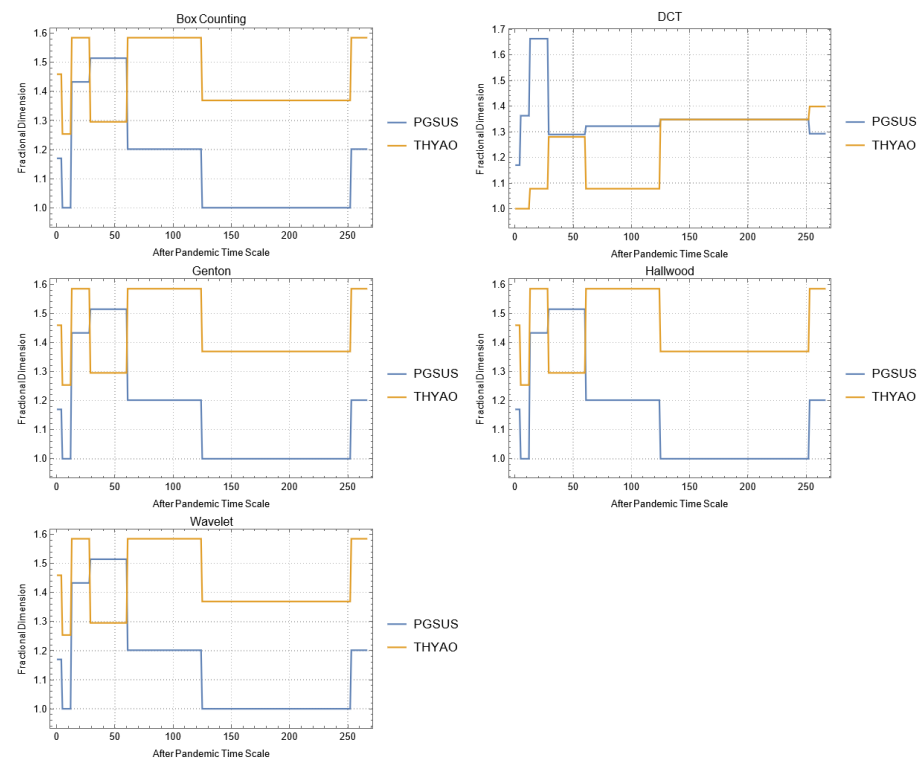 Box Counting
Fractional Dimension
1.6
1.5
1.4
1.3
1.2
1.1
1.0
0 50 100 150 200 250
After Pandemic Time Scale
PGSUS
THYAO
DCT
Fractional Dimension
1.7
1.6
1.5
1.4
1.3
1.2
1.1
1.0
0 50 100 150 200 250
After Pandemic Time Scale
PGSUS
THYAO
Genton
Fractional Dimension
1.6
1.5
1.4
1.3
1.2
1.1
1.0
0 50 100 150 200 250
After Pandemic Time Scale
PGSUS
THYAO
Hallwood
Fractional Dimension
1.6
1.5
1.4
1.3
1.2
1.1
1.0
0 50 100 150 200 250
After Pandemic Time Scale
PGSUS
THYAO
Wavelet
Fractional Dimension
1.6
1.5
1.4
1.3
1.2
1.1
1.0
0 50 100 150 200 250
After Pandemic Time Scale
PGSUS
THYAO